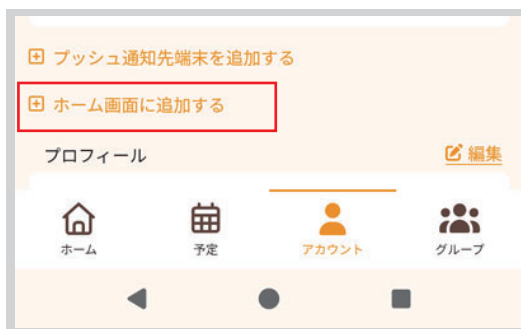 プッシュ通知先端末を追加する
ホーム画面に追加する
プロフィール 編集
ホーム 予定 アカウント グループ